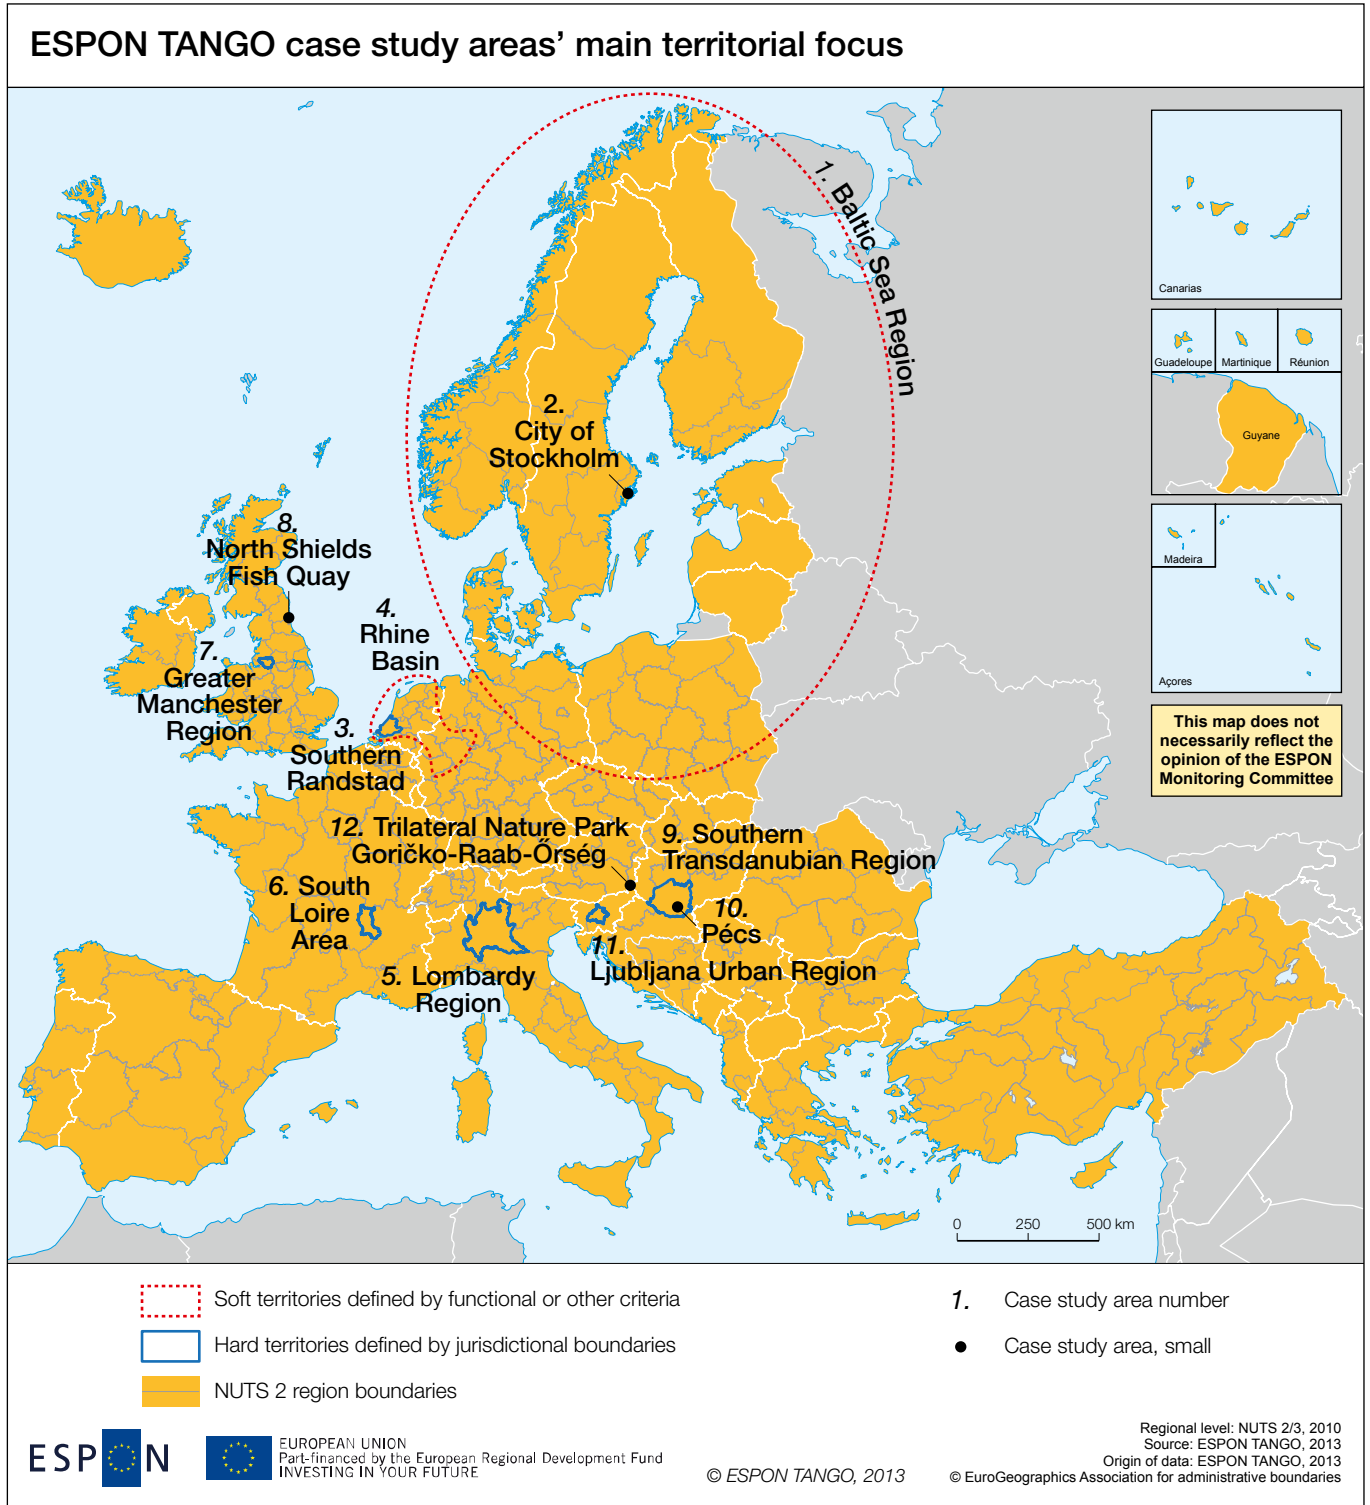 ESPON TANGO case study areas’ main territorial focus
1. Baltic Sea Region
2.
City of
Stockholm
8.
North Shields
Fish Quay
4.
Rhine
Basin
7.
Greater
Manchester
Region
3.
Southern
Randstad
12. Trilateral Nature Park
Goričko-Raab-Őrség
9. Southern
Transdanubian Region
6. South
Loire
Area
10.
Pécs
11.
Ljubljana Urban Region
5. Lombardy
Region
Canarias
Guadeloupe
Martinique
Réunion
Guyane
Madeira
Açores
This map does not
necessarily reflect the
opinion of the ESPON
Monitoring Committee
0 250 500 km
Soft territories defined by functional or other criteria
Hard territories defined by jurisdictional boundaries
NUTS 2 region boundaries
1. Case study area number
Case study area, small
ESPON
EUROPEAN UNION
Part-financed by the European Regional Development Fund
INVESTING IN YOUR FUTURE
© ESPON TANGO, 2013
Regional level: NUTS 2/3, 2010
Source: ESPON TANGO, 2013
Origin of data: ESPON TANGO, 2013
© EuroGeographics Association for administrative boundaries